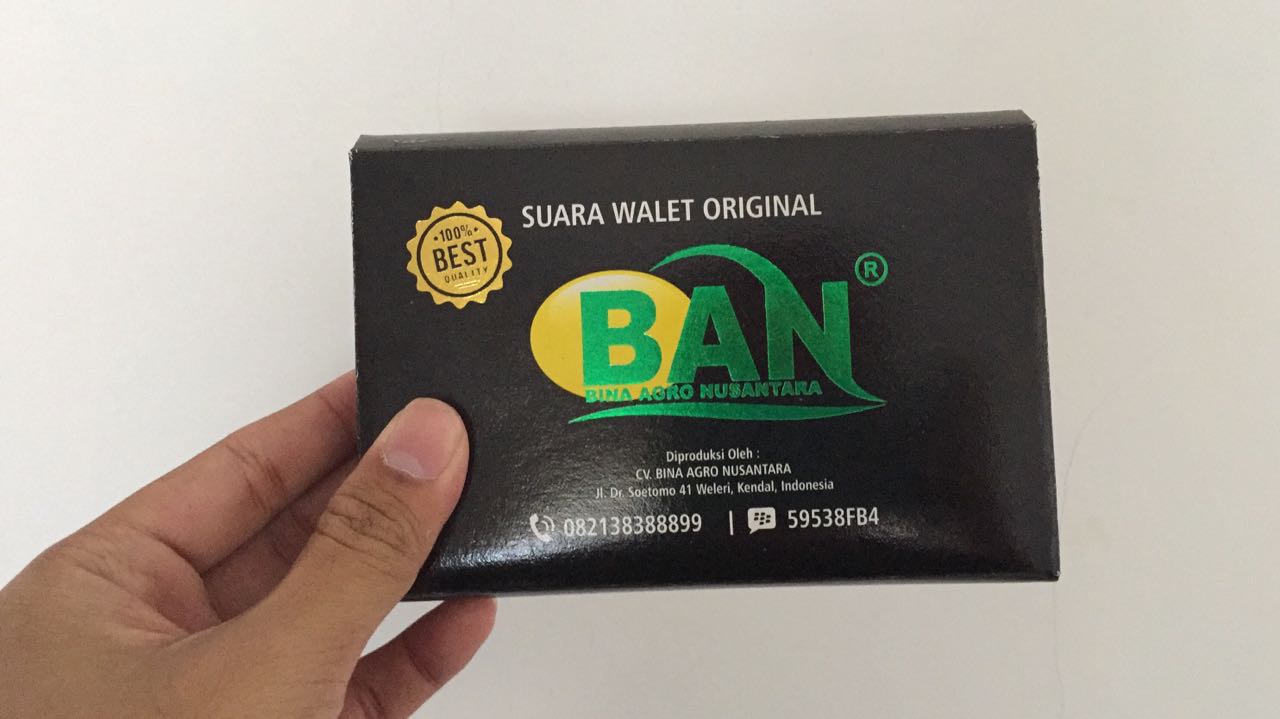 SUARA WALET ORIGINAL
100%
BEST
QUALITY
BAN ®
BINA AGRO NUSANTARA
Diproduksi Oleh :
CV. BINA AGRO NUSANTARA
Jl. Dr. Soetomo 41 Weleri, Kendal, Indonesia
082138388899 | 59538FB4